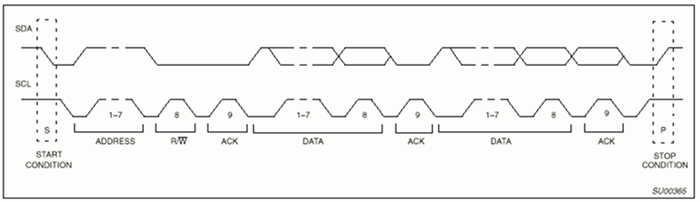 SDA
SCL
1–7 8 9 1–7 8 9 1–7 8 9
S P
ADDRESS R/W̅ ACK DATA ACK DATA ACK
START CONDITION STOP CONDITION
SU00365